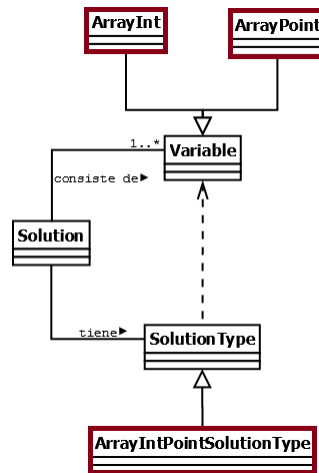 ArrayInt
ArrayPoint
1..*
Variable
consiste de
Solution
tiene
SolutionType
ArrayIntPointSolutionType